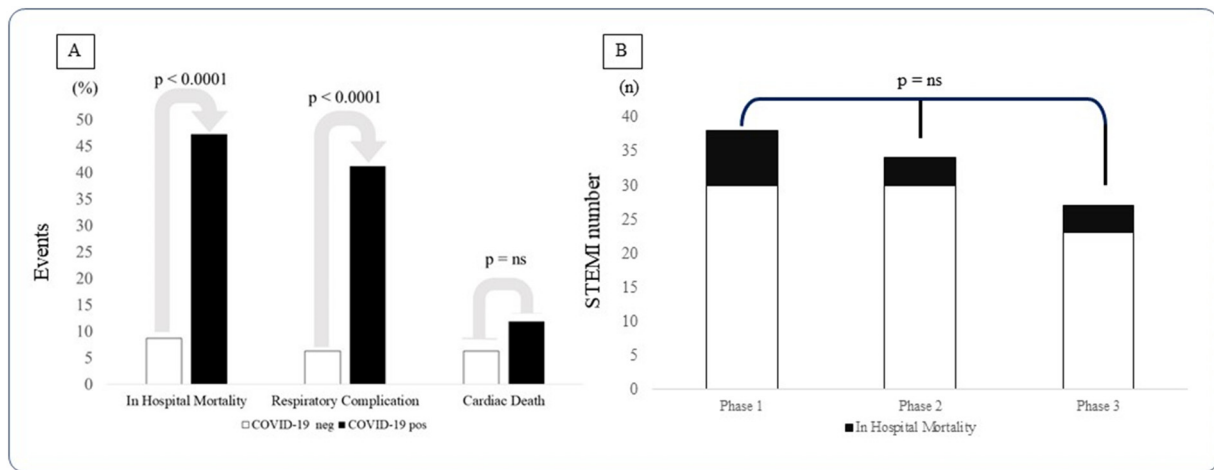 A
p < 0.0001
(%)
p < 0.0001
p = ns
Events
50
45
40
35
30
25
20
15
10
5
0
In Hospital Mortality Respiratory Complication Cardiac Death
COVID-19 neg COVID-19 pos
B
(n)
p = ns
STEMI number
40
35
30
25
20
15
10
5
0
Phase 1 Phase 2 Phase 3
In Hospital Mortality